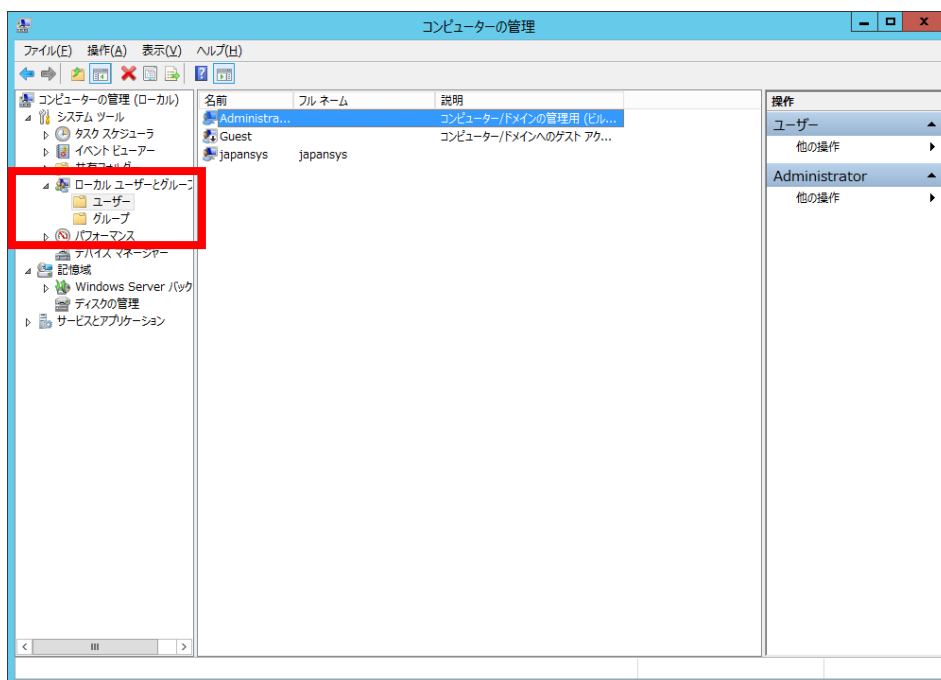 コンピューターの管理
ファイル(F) 操作(A) 表示(V) ヘルプ(H)
コンピューターの管理 (ローカル)
システム ツール
タスク スケジューラ
イベント ビューアー
共有フォルダ
ローカル ユーザーとグループ
ユーザー
グループ
パフォーマンス
デバイス マネージャー
記憶域
Windows Server バック
ディスクの管理
サービスとアプリケーション
名前 フル ネーム 説明
Administra... コンピューター/ドメインの管理用 (ビル...
Guest コンピューター/ドメインへのゲスト アク...
japansys japansys
操作
ユーザー
他の操作
Administrator
他の操作